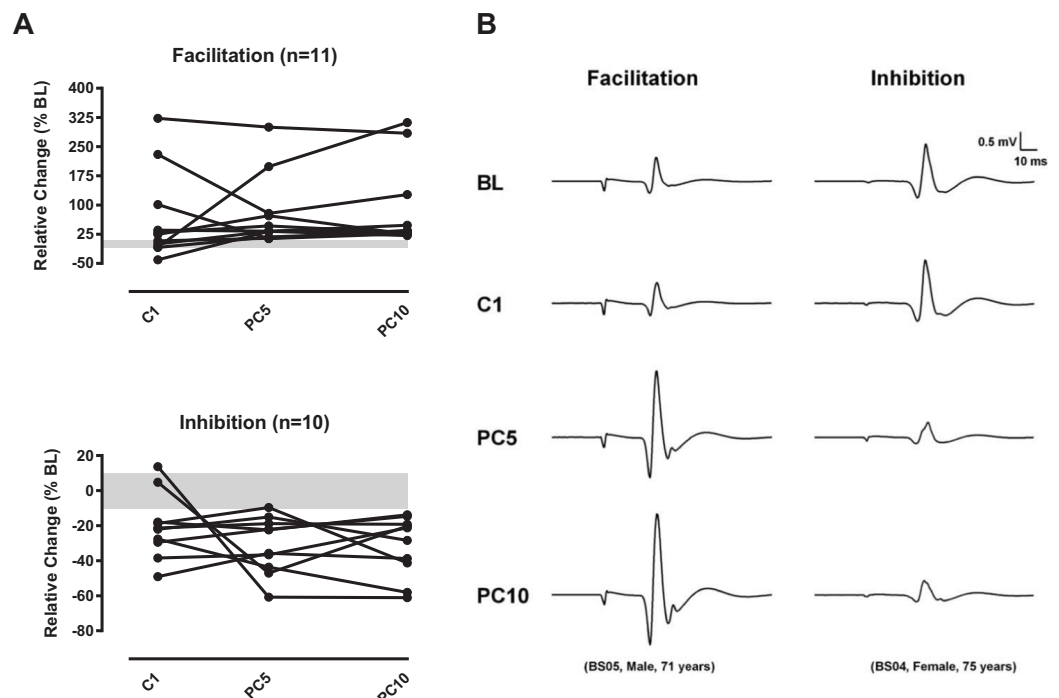 A
Facilitation (n=11)
Relative Change (% BL)
400
325
250
175
100
25
-50
C1
PC5
PC10
Inhibition (n=10)
Relative Change (% BL)
20
0
-20
-40
-60
-80
C1
PC5
PC10
B
Facilitation
Inhibition
0.5 mV
10 ms
BL
C1
PC5
PC10
(BS05, Male, 71 years)
(BS04, Female, 75 years)